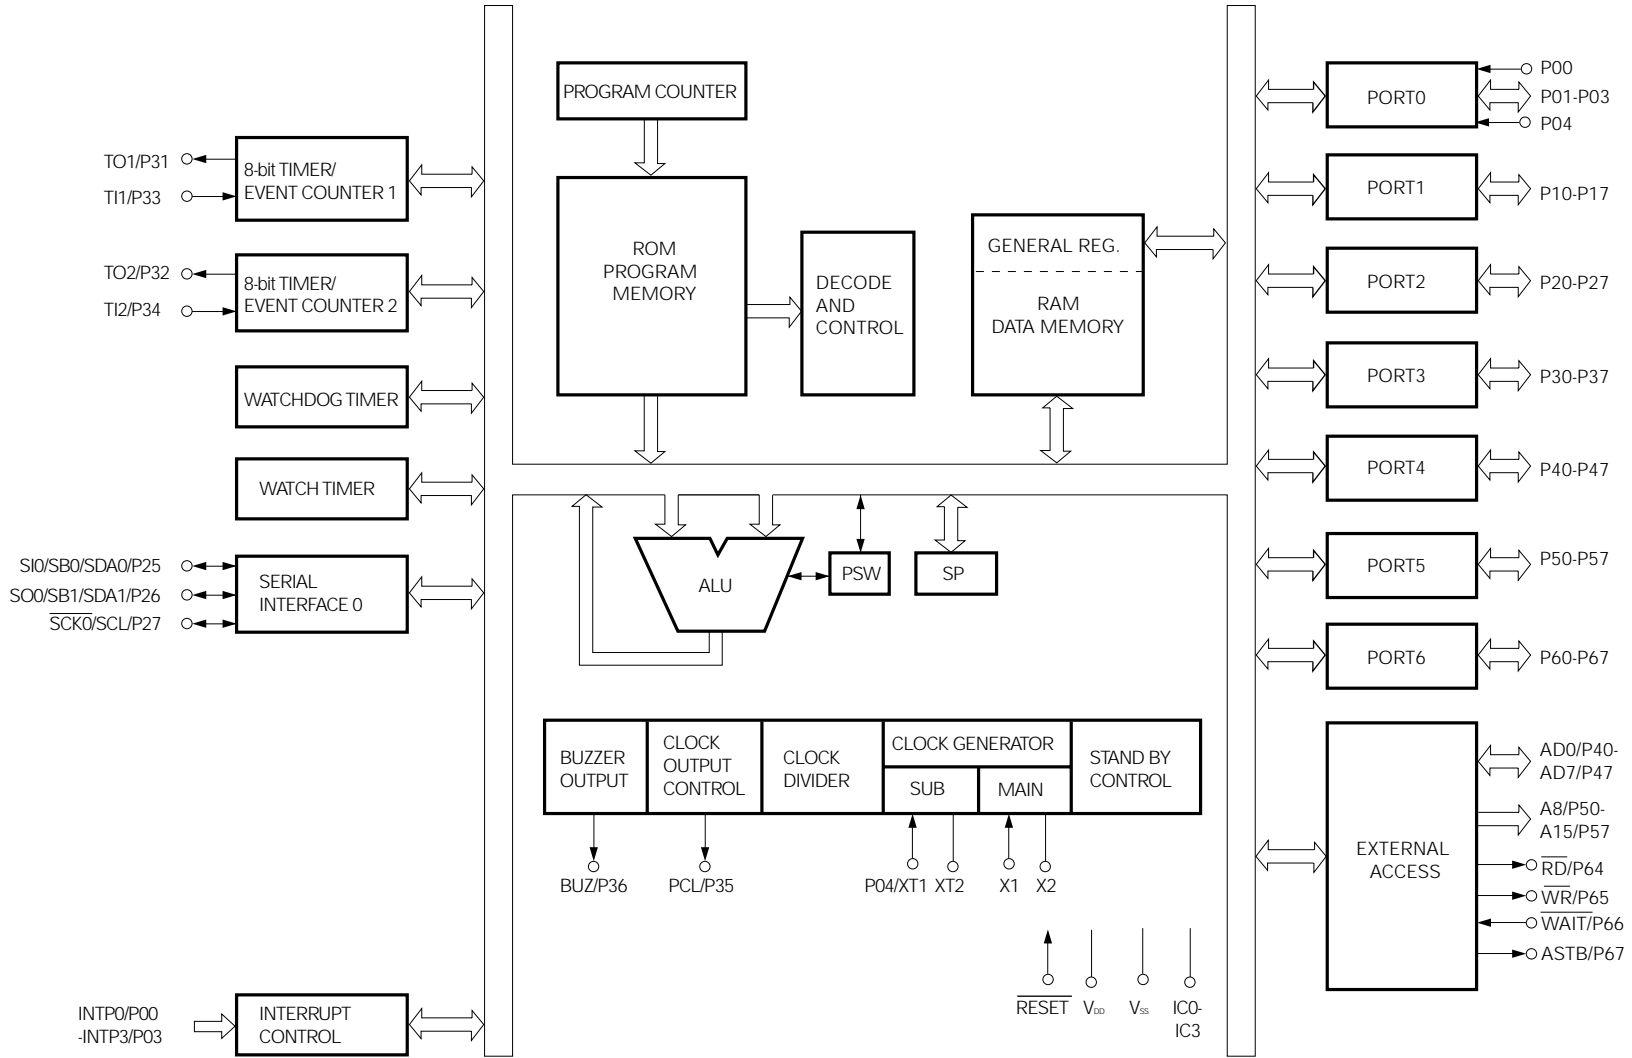 TO1/P31
TI1/P33
8-bit TIMER/
EVENT COUNTER 1
TO2/P32
TI2/P34
8-bit TIMER/
EVENT COUNTER 2
WATCHDOG TIMER
WATCH TIMER
SI0/SB0/SDA0/P25
SO0/SB1/SDA1/P26
SCK0/SCL/P27
SERIAL
INTERFACE 0
INTP0/P00
-INTP3/P03
INTERRUPT
CONTROL
PROGRAM COUNTER
ROM
PROGRAM
MEMORY
DECODE
AND
CONTROL
GENERAL REG.
RAM
DATA MEMORY
ALU
PSW
SP
BUZZER
OUTPUT
CLOCK
OUTPUT
CONTROL
CLOCK
DIVIDER
CLOCK GENERATOR
SUB
MAIN
STAND BY
CONTROL
BUZ/P36
PCL/P35
P04/XT1
XT2
X1
X2
RESET
VDD
VSS
IC0-
IC3
PORT0
P00
P01-P03
P04
PORT1
P10-P17
PORT2
P20-P27
PORT3
P30-P37
PORT4
P40-P47
PORT5
P50-P57
PORT6
P60-P67
EXTERNAL
ACCESS
AD0/P40-
AD7/P47
A8/P50-
A15/P57
RD/P64
WR/P65
WAIT/P66
ASTB/P67